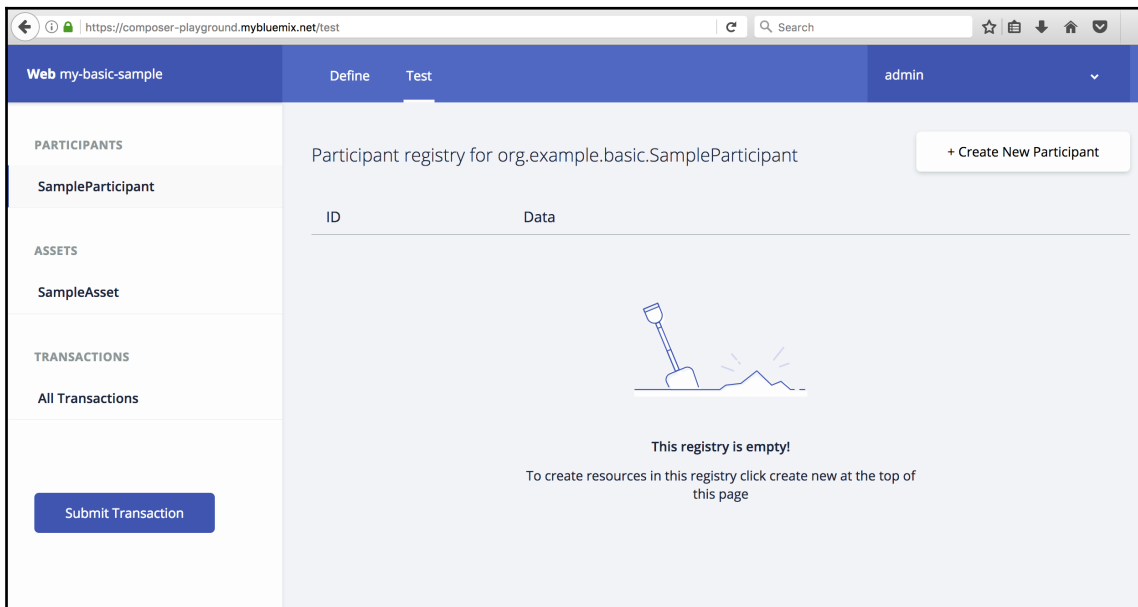 https://composer-playground.mybluemix.net/test
Search
Web my-basic-sample
Define
Test
admin
PARTICIPANTS
SampleParticipant
ASSETS
SampleAsset
TRANSACTIONS
All Transactions
Submit Transaction
Participant registry for org.example.basic.SampleParticipant
+ Create New Participant
ID
Data
This registry is empty!
To create resources in this registry click create new at the top of
this page